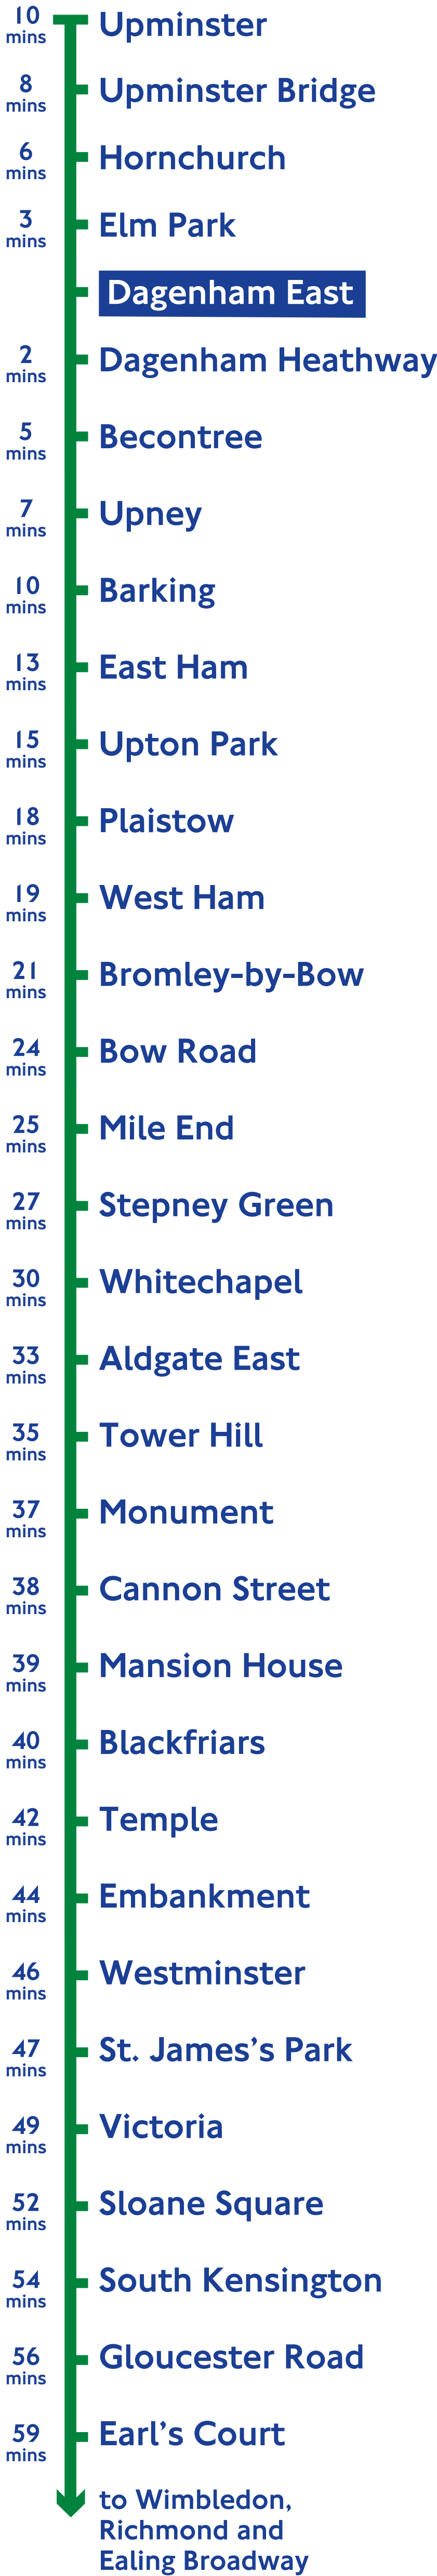 10 mins Upminster
8 mins Upminster Bridge
6 mins Hornchurch
3 mins Elm Park
Dagenham East
2 mins Dagenham Heathway
5 mins Becontree
7 mins Upney
10 mins Barking
13 mins East Ham
15 mins Upton Park
18 mins Plaistow
19 mins West Ham
21 mins Bromley-by-Bow
24 mins Bow Road
25 mins Mile End
27 mins Stepney Green
30 mins Whitechapel
33 mins Aldgate East
35 mins Tower Hill
37 mins Monument
38 mins Cannon Street
39 mins Mansion House
40 mins Blackfriars
42 mins Temple
44 mins Embankment
46 mins Westminster
47 mins St. James’s Park
49 mins Victoria
52 mins Sloane Square
54 mins South Kensington
56 mins Gloucester Road
59 mins Earl’s Court
to Wimbledon,
Richmond and
Ealing Broadway